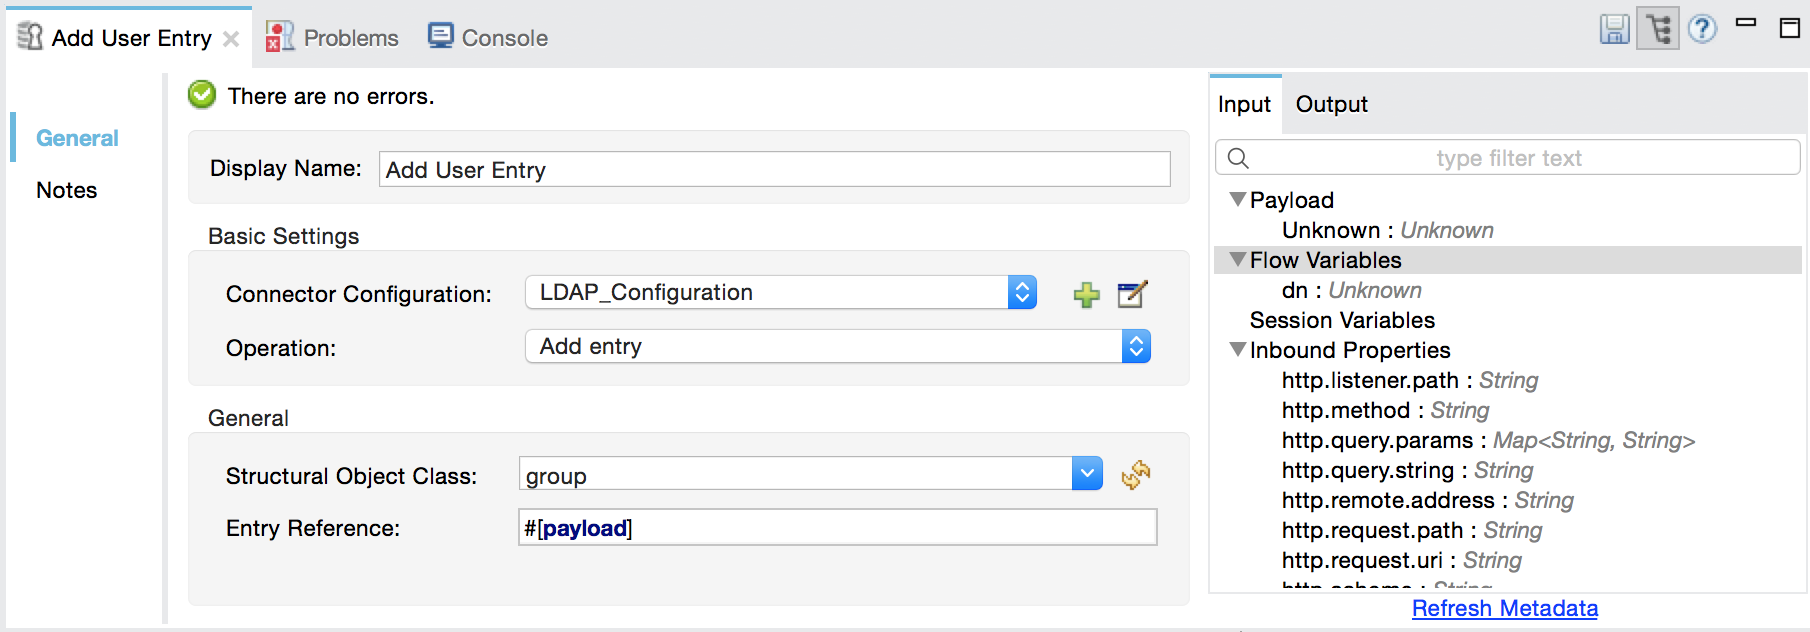 Add User Entry
Problems
Console
There are no errors.
General
Notes
Display Name: Add User Entry
Basic Settings
Connector Configuration: LDAP_Configuration
Operation: Add entry
General
Structural Object Class: group
Entry Reference: #[payload]
Input Output
type filter text
Payload
Unknown : Unknown
Flow Variables
dn : Unknown
Session Variables
Inbound Properties
http.listener.path : String
http.method : String
http.query.params : Map<String, String>
http.query.string : String
http.remote.address : String
http.request.path : String
http.request.uri : String
http.scheme : String
Refresh Metadata